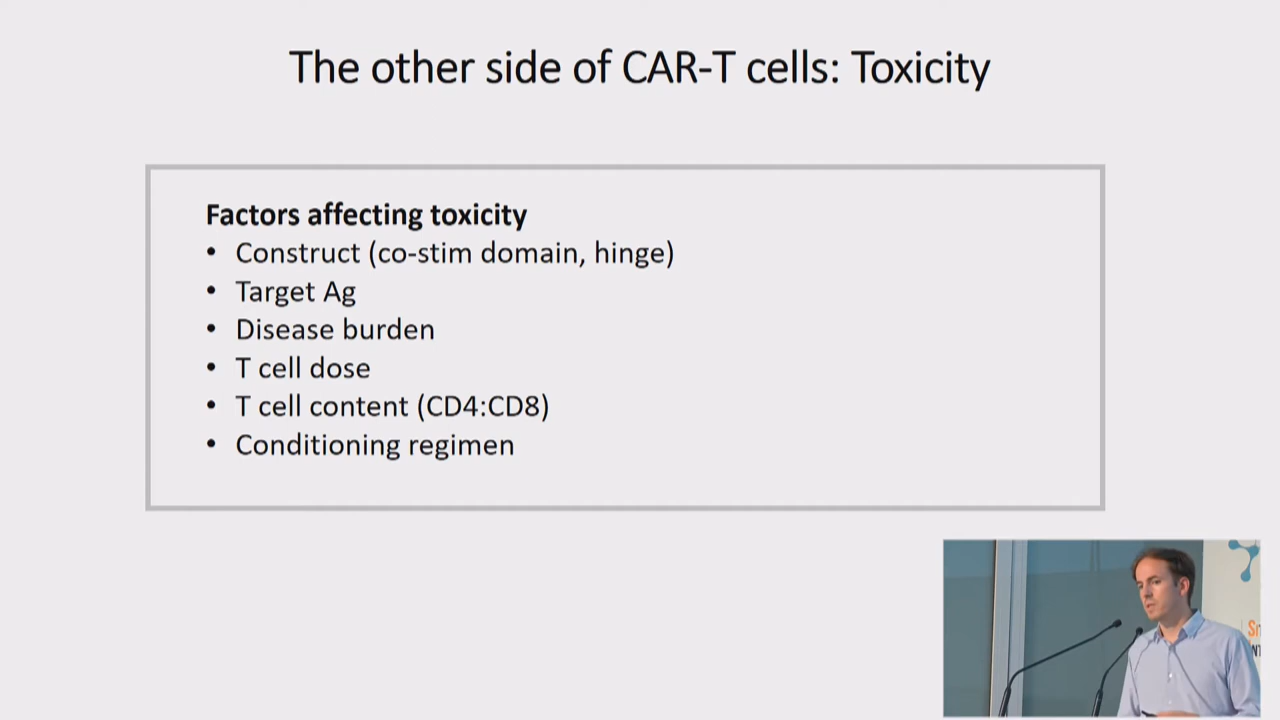 The other side of CAR-T cells: Toxicity
Factors affecting toxicity
• Construct (co-stim domain, hinge)
• Target Ag
• Disease burden
• T cell dose
• T cell content (CD4:CD8)
• Conditioning regimen